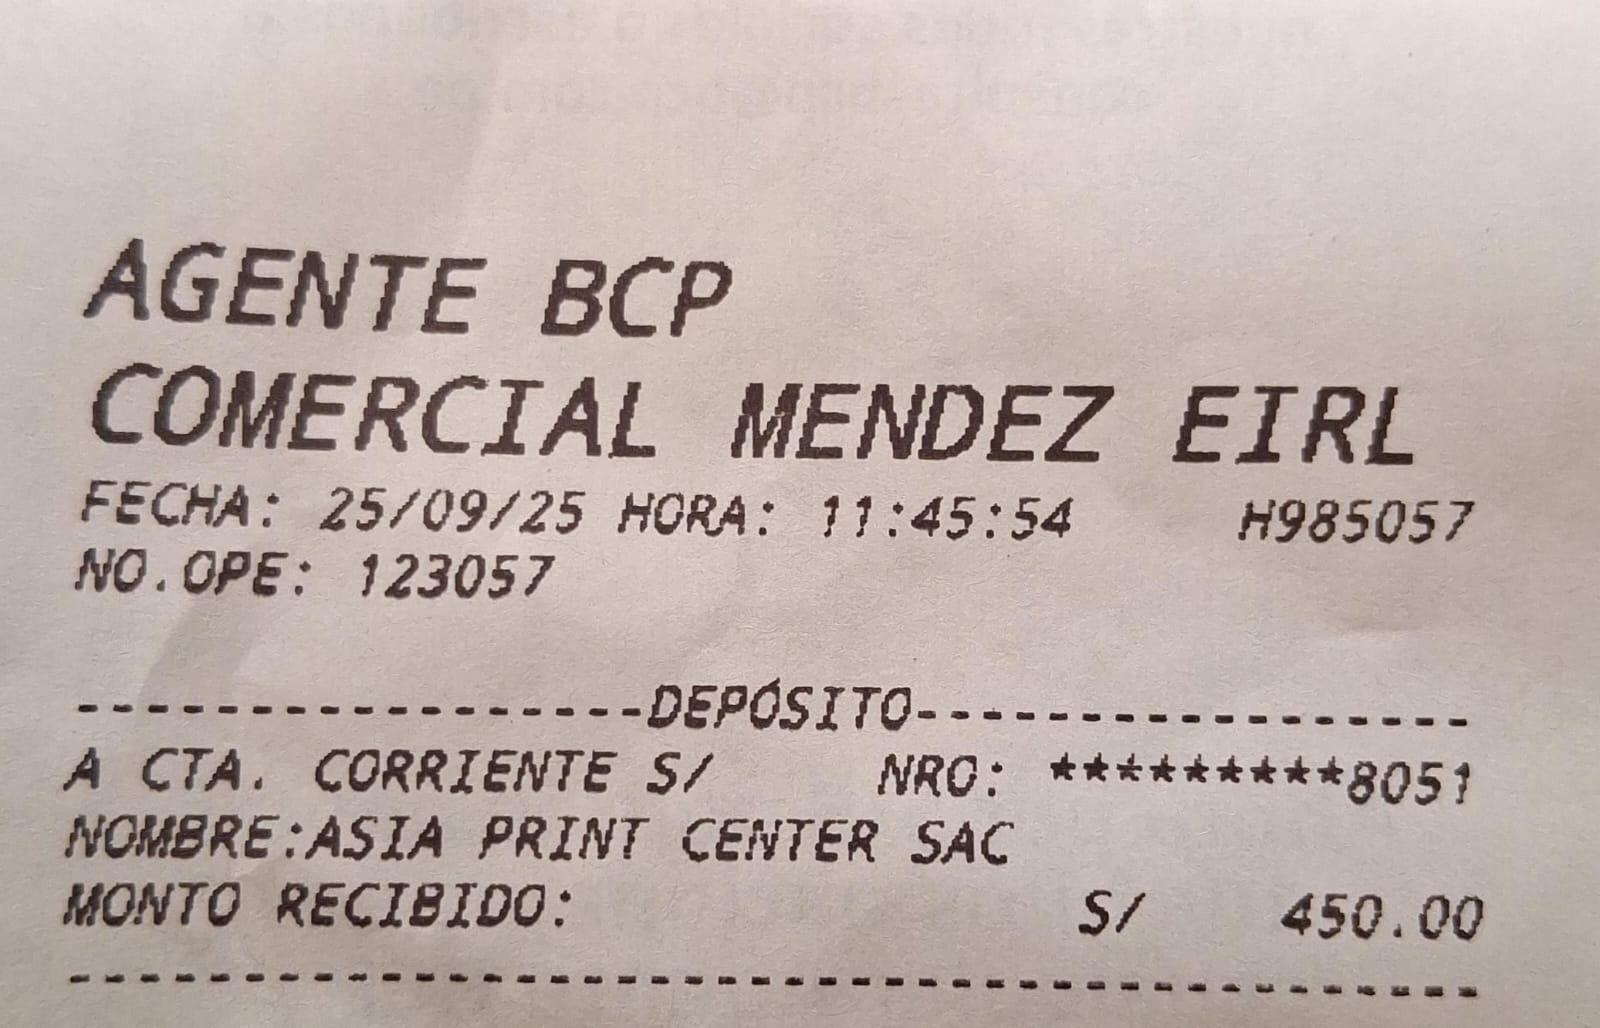 AGENTE BCP
COMERCIAL MENDEZ EIRL
FECHA: 25/09/25 HORA: 11:45:54 H985057
NO.OPE: 123057
------------------DEPÓSITO------------------
A CTA. CORRIENTE S/ NRO: *********8051
NOMBRE:ASIA PRINT CENTER SAC
MONTO RECIBIDO: S/ 450.00
-----------------------------------------